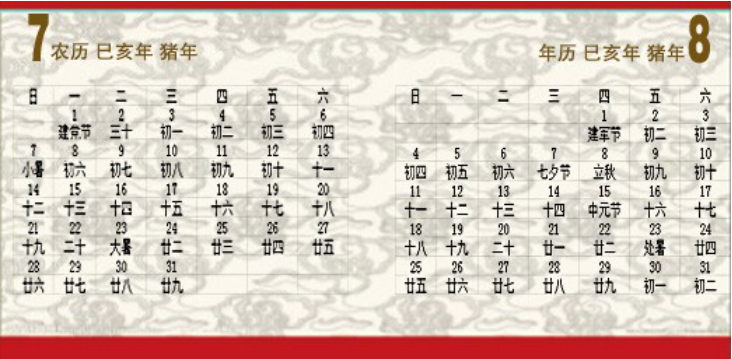 7 农历 巳亥年 猪年
日 一 二 三 四 五 六
1 2 3 4 5 6
建党节 三十 初一 初二 初三 初四
7 8 9 10 11 12 13
小暑 初六 初七 初八 初九 初十 十一
14 15 16 17 18 19 20
十二 十三 十四 十五 十六 十七 十八
21 22 23 24 25 26 27
十九 二十 大暑 廿二 廿三 廿四 廿五
28 29 30 31
廿六 廿七 廿八 廿九
年历 巳亥年 猪年 8
日 一 二 三 四 五 六
1 2 3
建军节 初二 初三
4 5 6 7 8 9 10
初四 初五 初六 七夕节 立秋 初九 初十
11 12 13 14 15 16 17
十一 十二 十三 十四 中元节 十六 十七
18 19 20 21 22 23 24
十八 十九 二十 廿一 廿二 处暑 廿四
25 26 27 28 29 30 31
廿五 廿六 廿七 廿八 廿九 初一 初二